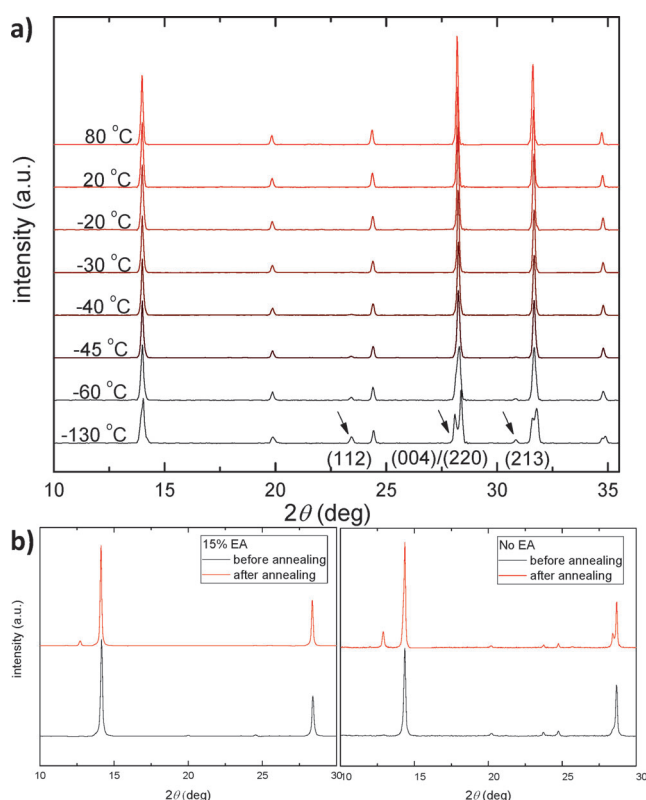 a)
intensity (a.u.)
80 °C
20 °C
-20 °C
-30 °C
-40 °C
-45 °C
-60 °C
-130 °C
(112) (004)/(220) (213)
10 15 20 25 30 35
2θ (deg)
b)
intensity (a.u.)
15% EA
before annealing
after annealing
10 15 20 25 30
2θ (deg)
No EA
before annealing
after annealing
10 15 20 25 30
2θ (deg)